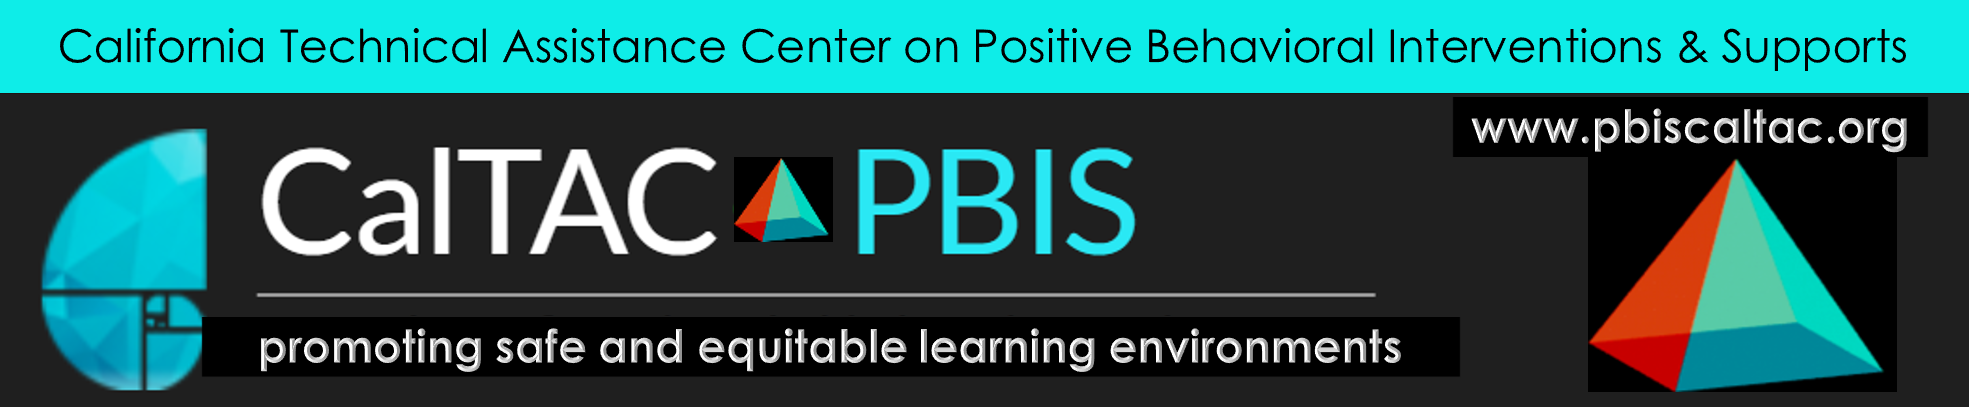 California Technical Assistance Center on Positive Behavioral Interventions & Supports
www.pbiscaltac.org
CalTAC PBIS
promoting safe and equitable learning environments